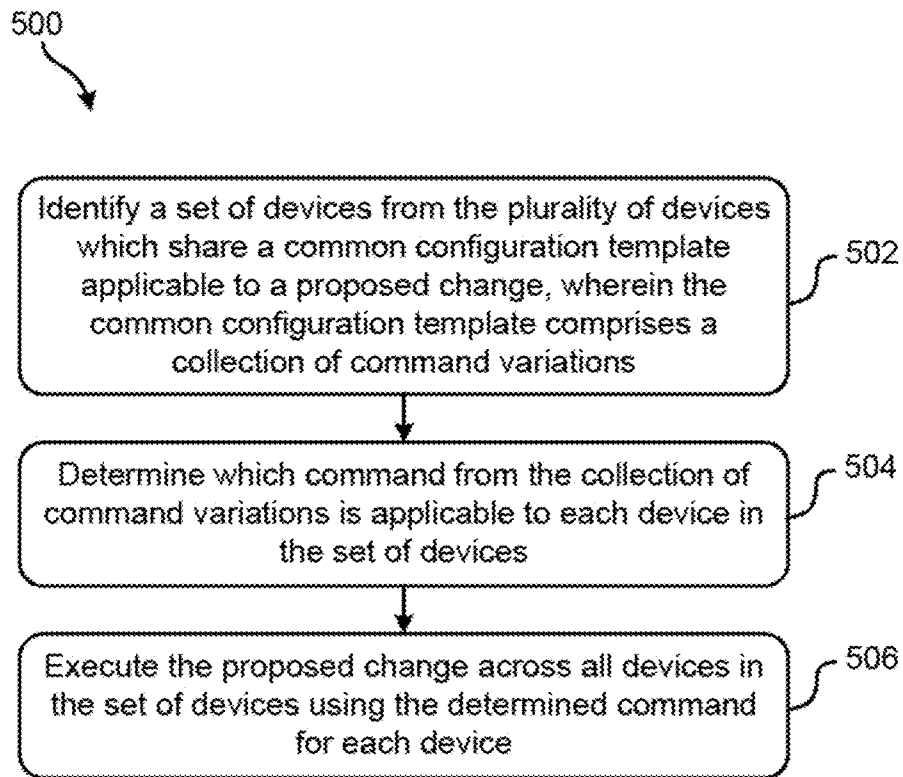 500
Identify a set of devices from the plurality of devices
which share a common configuration template
applicable to a proposed change, wherein the
common configuration template comprises a
collection of command variations
502
Determine which command from the collection of
command variations is applicable to each device in
the set of devices
504
Execute the proposed change across all devices in
the set of devices using the determined command
for each device
506